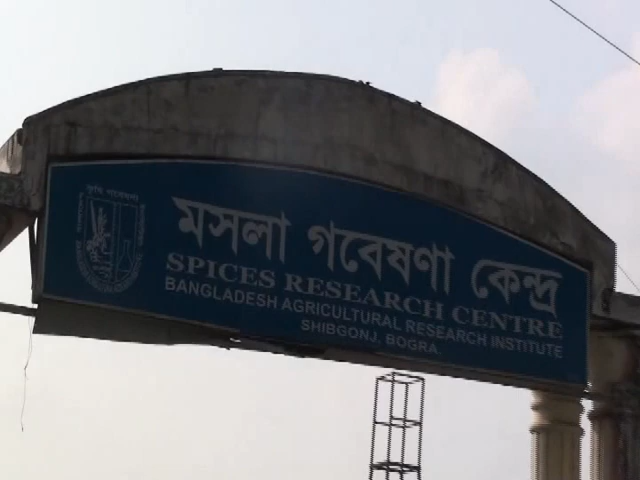 মসলা গবেষণা কেন্দ্র
SPICES RESEARCH CENTRE
BANGLADESH AGRICULTURAL RESEARCH INSTITUTE
SHIBGONJ, BOGRA.